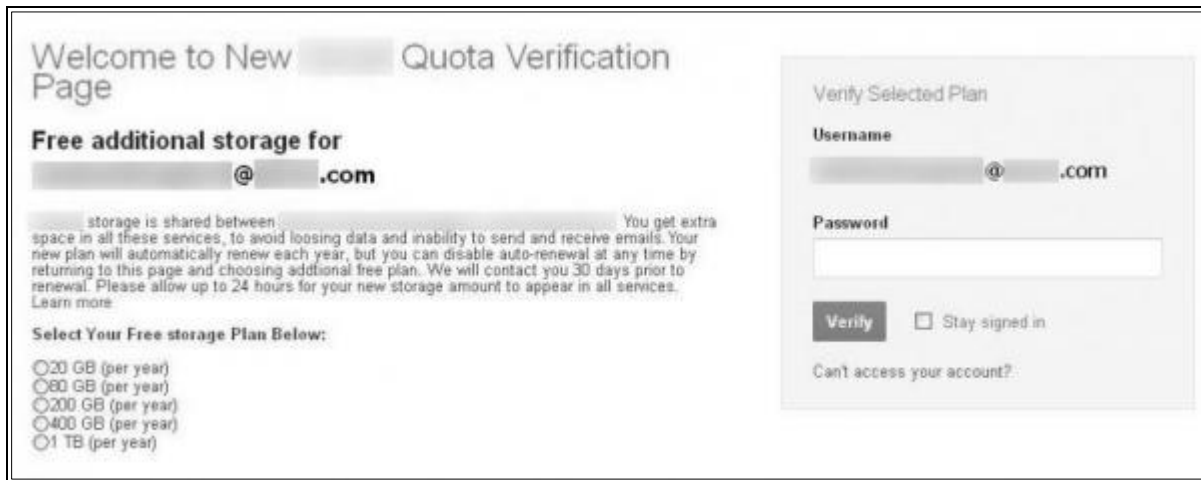 Welcome to New Quota Verification
Page
Free additional storage for
@ .com
storage is shared between You get extra
space in all these services, to avoid loosing data and inability to send and receive emails. Your
new plan will automatically renew each year, but you can disable auto-renewal at any time by
returning to this page and choosing addtional free plan. We will contact you 30 days prior to
renewal. Please allow up to 24 hours for your new storage amount to appear in all services.
Learn more
Select Your Free storage Plan Below:
20 GB (per year)
80 GB (per year)
200 GB (per year)
400 GB (per year)
1 TB (per year)
Verify Selected Plan
Username
@ .com
Password
Verify Stay signed in
Can't access your account?